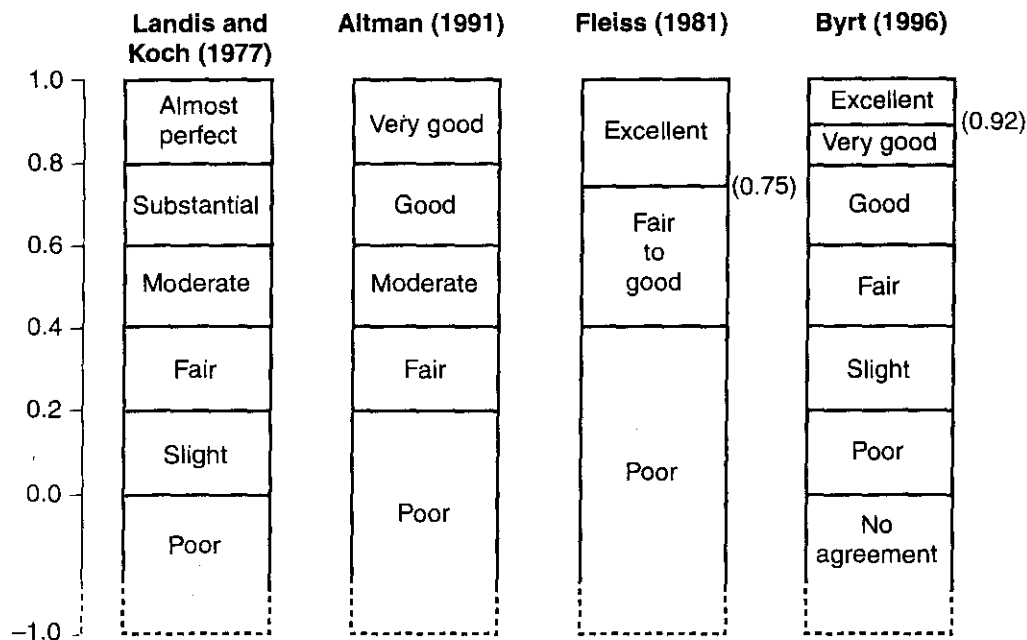 Landis and
Koch (1977)
Altman (1991)
Fleiss (1981)
Byrt (1996)
1.0
0.8
0.6
0.4
0.2
0.0
–1.0
Almost
perfect
Substantial
Moderate
Fair
Slight
Poor
Very good
Good
Moderate
Fair
Poor
Excellent
(0.75)
Fair
to
good
Poor
Excellent
(0.92)
Very good
Good
Fair
Slight
Poor
No
agreement